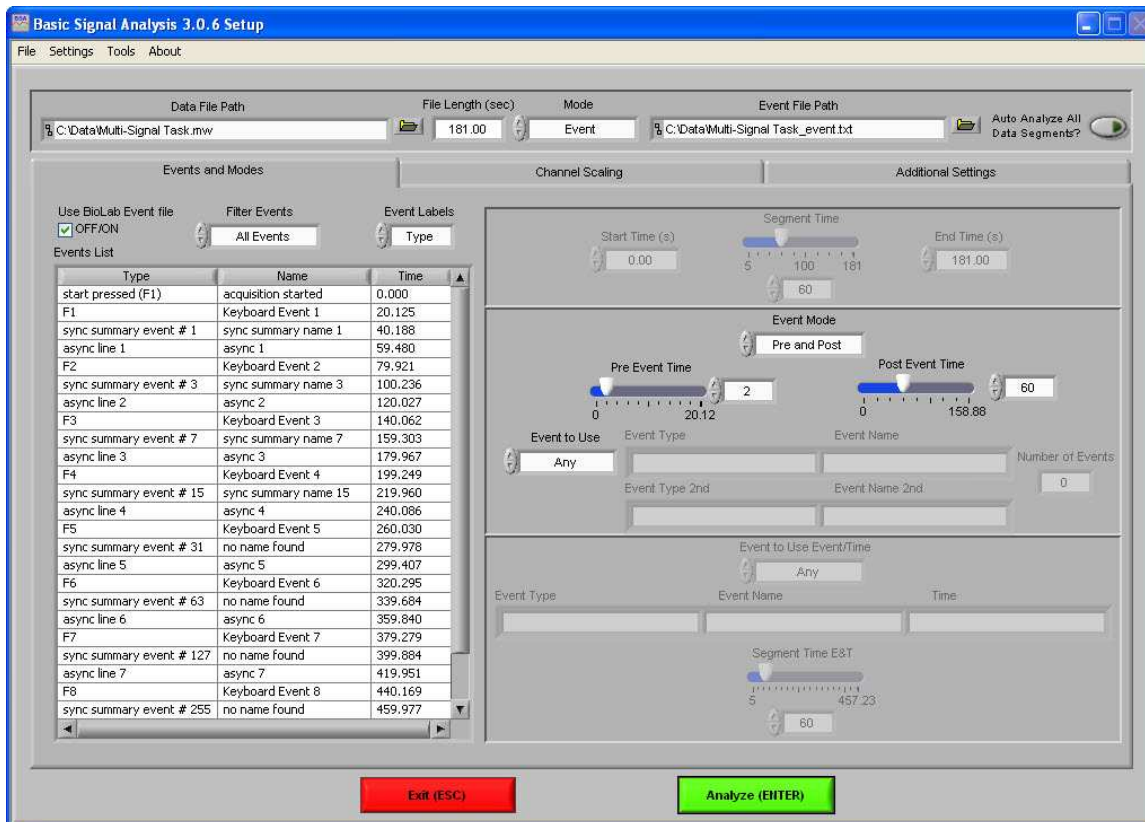 BSA
Basic Signal Analysis 3.0.6 Setup
File Settings Tools About
Data File Path
File Length (sec)
Mode
Event File Path
C:\Data\Multi-Signal Task.mw
181.00
Event
C:\Data\Multi-Signal Task_event.txt
Auto Analyze All
Data Segments?
Events and Modes
Channel Scaling
Additional Settings
Use BioLab Event file
OFF/ON
Filter Events
All Events
Event Labels
Type
Events List
Type Name Time
start pressed (F1) acquisition started 0.000
F1 Keyboard Event 1 20.125
sync summary event # 1 sync summary name 1 40.188
async line 1 async 1 59.480
F2 Keyboard Event 2 79.921
sync summary event # 3 sync summary name 3 100.236
async line 2 async 2 120.027
F3 Keyboard Event 3 140.062
sync summary event # 7 sync summary name 7 159.303
async line 3 async 3 179.967
F4 Keyboard Event 4 199.249
sync summary event # 15 sync summary name 15 219.960
async line 4 async 4 240.086
F5 Keyboard Event 5 260.030
sync summary event # 31 no name found 279.978
async line 5 async 5 299.407
F6 Keyboard Event 6 320.295
sync summary event # 63 no name found 339.684
async line 6 async 6 359.840
F7 Keyboard Event 7 379.279
sync summary event # 127 no name found 399.884
async line 7 async 7 419.951
F8 Keyboard Event 8 440.169
sync summary event # 255 no name found 459.977
Segment Time
Start Time (s)
0.00
5 100 181
60
End Time (s)
181.00
Event Mode
Pre and Post
Pre Event Time
0 20.12
2
Post Event Time
0 158.88
60
Event to Use
Any
Event Type
Event Name
Number of Events
0
Event Type 2nd
Event Name 2nd
Event to Use Event/Time
Any
Event Type
Event Name
Time
Segment Time E&T
5 457.23
60
Exit (ESC)
Analyze (ENTER)